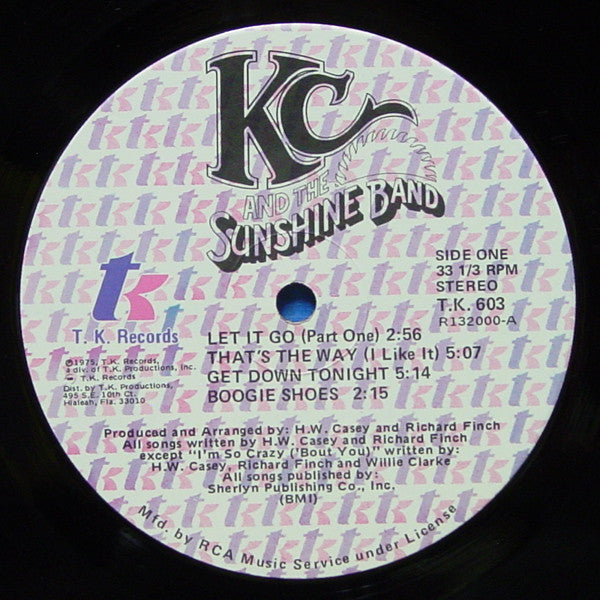 KC
AND THE
SUNSHINE BAND
SIDE ONE
33 1/3 RPM
STEREO
T.K. 603
R132000-A
tk
T. K. Records
℗1975, T.K. Records,
a div. of T.K. Productions, Inc.
T.K. Records
Dist. by T.K. Productions,
495 S.E. 10th Ct.
Hialeah, Fla. 33010
LET IT GO (Part One) 2:56
THAT'S THE WAY (I Like It) 5:07
GET DOWN TONIGHT 5:14
BOOGIE SHOES 2:15
Produced and Arranged by: H.W. Casey and Richard Finch
All songs written by H.W. Casey and Richard Finch
except "I'm So Crazy ('Bout You)" written by:
H.W. Casey, Richard Finch and Willie Clarke
All songs published by:
Sherlyn Publishing Co., Inc.
(BMI)
Mfd. by RCA Music Service under License